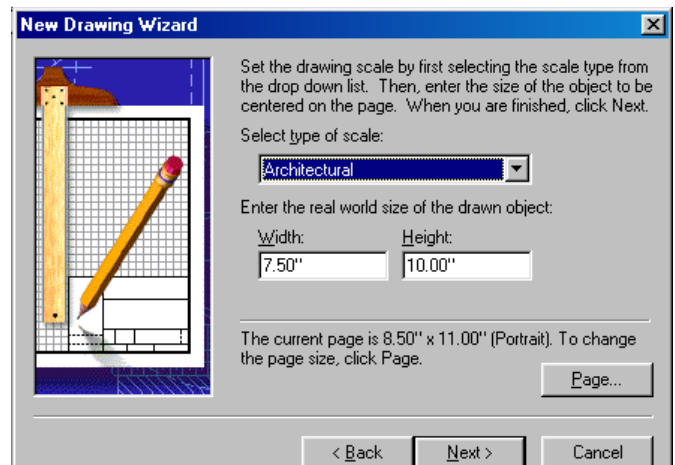 New Drawing Wizard
Set the drawing scale by first selecting the scale type from
the drop down list.  Then, enter the size of the object to be
centered on the page.  When you are finished, click Next.
Select type of scale:
Architectural
Enter the real world size of the drawn object:
Width: Height:
7.50'' 10.00''
The current page is 8.50'' x 11.00'' (Portrait). To change
the page size, click Page.
Page...
< Back Next > Cancel